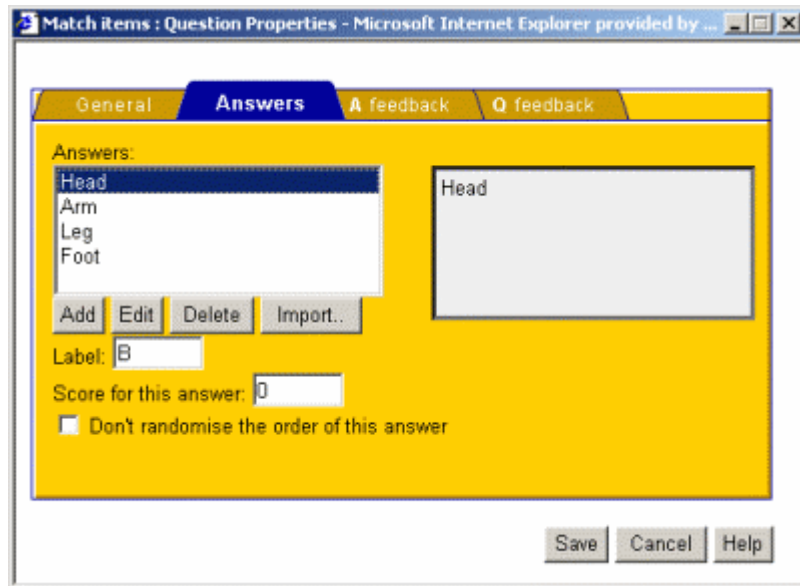 Match items : Question Properties - Microsoft Internet Explorer provided by ...
General Answers A feedback Q feedback
Answers:
Head
Arm
Leg
Foot
Head
Add Edit Delete Import..
Label: B
Score for this answer: 0
Don't randomise the order of this answer
Save Cancel Help